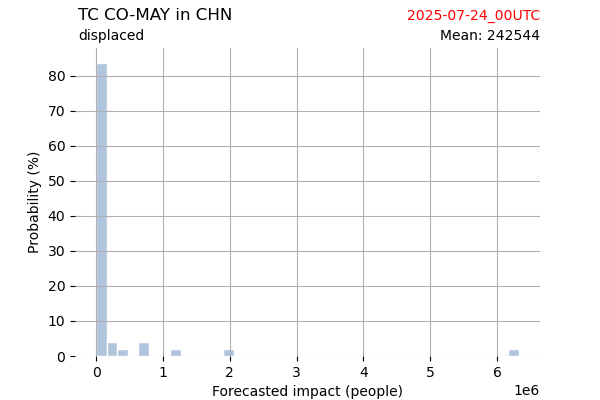 TC CO-MAY in CHN
2025-07-24_00UTC
displaced
Mean: 242544
Probability (%)
80
70
60
50
40
30
20
10
0
0 1 2 3 4 5 6
1e6
Forecasted impact (people)